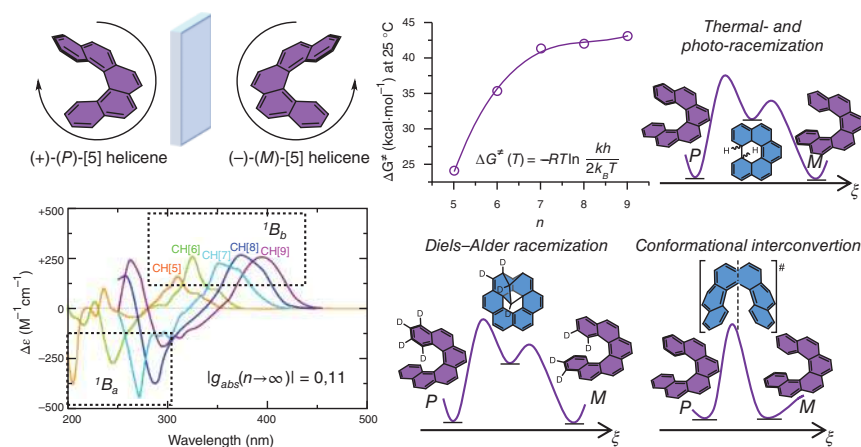 (+)-(P)-[5] helicene
(–)-(M)-[5] helicene
ΔG≠ (kcal·mol⁻¹) at 25 °C
45
40
35
30
25
ΔG≠ (T) = –RT ln kh / 2k_BT
5 6 7 8 9
n
Thermal- and
photo-racemization
H H
P
M
ξ
+500
+250
0
−250
−500
Δε (M⁻¹cm⁻¹)
¹B_b
CH[5]
CH[6]
CH[7]
CH[8]
CH[9]
¹B_a
|g_abs(n→∞)| = 0,11
200 300 400 500
Wavelength (nm)
Diels–Alder racemization
D
D
D
D
D
D
D
D
D
D
D
P
M
ξ
Conformational interconvertion
#
P
M
ξ